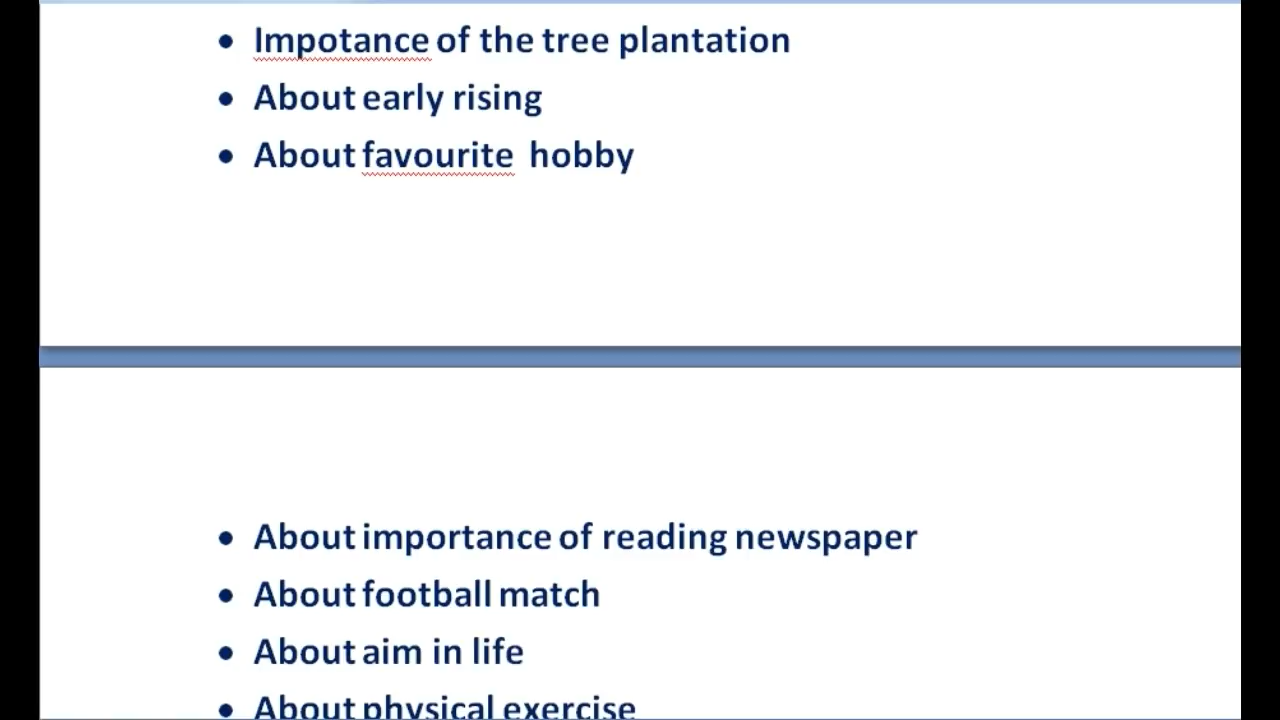 • Impotance of the tree plantation
• About early rising
• About favourite hobby
• About importance of reading newspaper
• About football match
• About aim in life
• About physical exercise